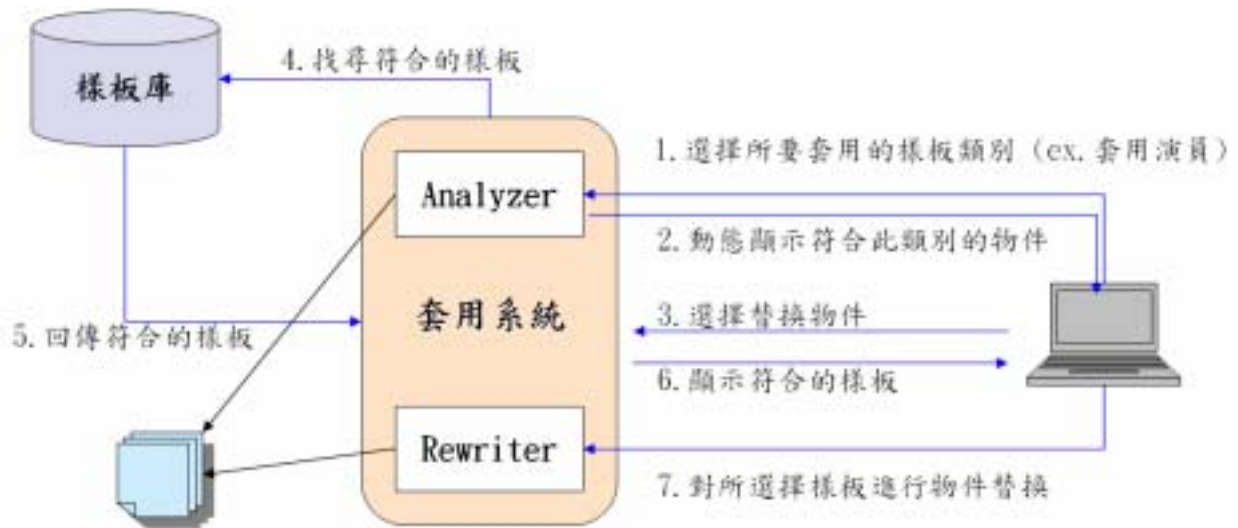 樣板庫
4.找尋符合的樣板
1.選擇所要套用的樣板類別 (ex.套用演員)
Analyzer
2.動態顯示符合此類別的物件
套用系統
3.選擇替換物件
5.回傳符合的樣板
6.顯示符合的樣板
Rewriter
7.對所選擇樣板進行物件替換